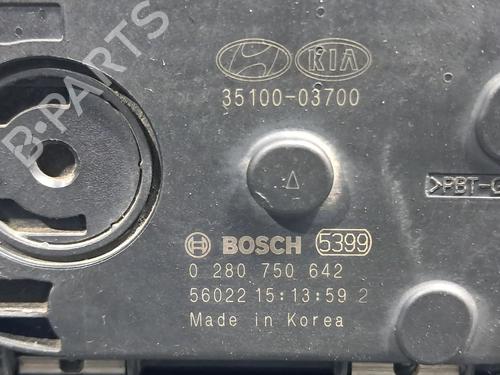 B-PARTS
KIA
35100-03700
>PBT-G
BOSCH 5399
0 280 750 642
56022 15:13:59 2
Made in Korea